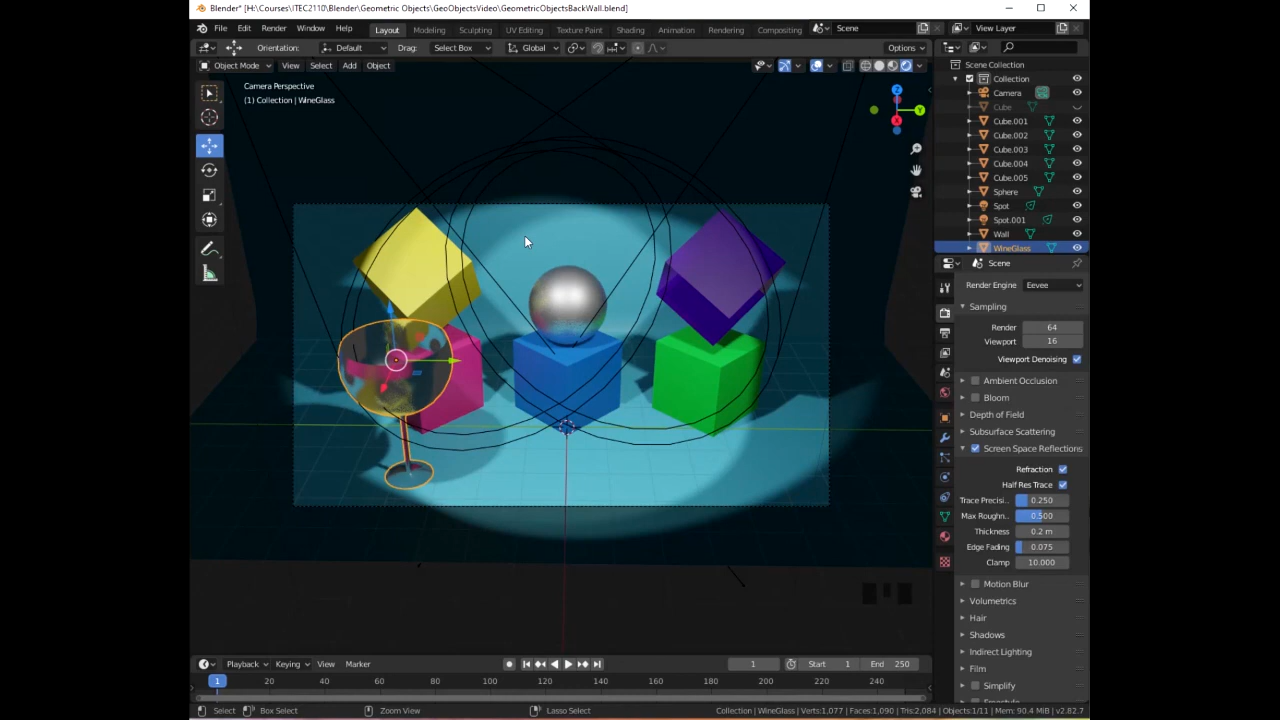 Blender* [H:\Courses\ITEC2110\Blender\Geometric Objects\GeoObjectsVideo\GeometricObjectsBackWall.blend]
File Edit Render Window Help Layout Modeling Sculpting UV Editing Texture Paint Shading Animation Rendering Compositing Scene View Layer
Orientation: Default Drag: Select Box Global Options
Object Mode View Select Add Object
Camera Perspective
(1) Collection | WineGlass
Z
Y
X
Scene Collection
Collection
Camera
Cube
Cube.001
Cube.002
Cube.003
Cube.004
Cube.005
Sphere
Spot
Spot.001
Wall
WineGlass
Scene
Render Engine Eevee
Sampling
Render 64
Viewport 16
Viewport Denoising
Ambient Occlusion
Bloom
Depth of Field
Subsurface Scattering
Screen Space Reflections
Refraction
Half Res Trace
Trace Precisi.. 0.250
Max Roughn.. 0.500
Thickness 0.2 m
Edge Fading 0.075
Clamp 10.000
Motion Blur
Volumetrics
Hair
Shadows
Indirect Lighting
Film
Simplify
Playback Keying View Marker 1 Start 1 End 250
1 20 40 60 80 100 120 140 160 180 200 220 240
Select Box Select Zoom View Lasso Select Collection | WineGlass | Verts:1,077 | Faces:1,090 | Tris:2,084 | Objects:1/11 | Mem: 90.4 MiB | v2.82.7